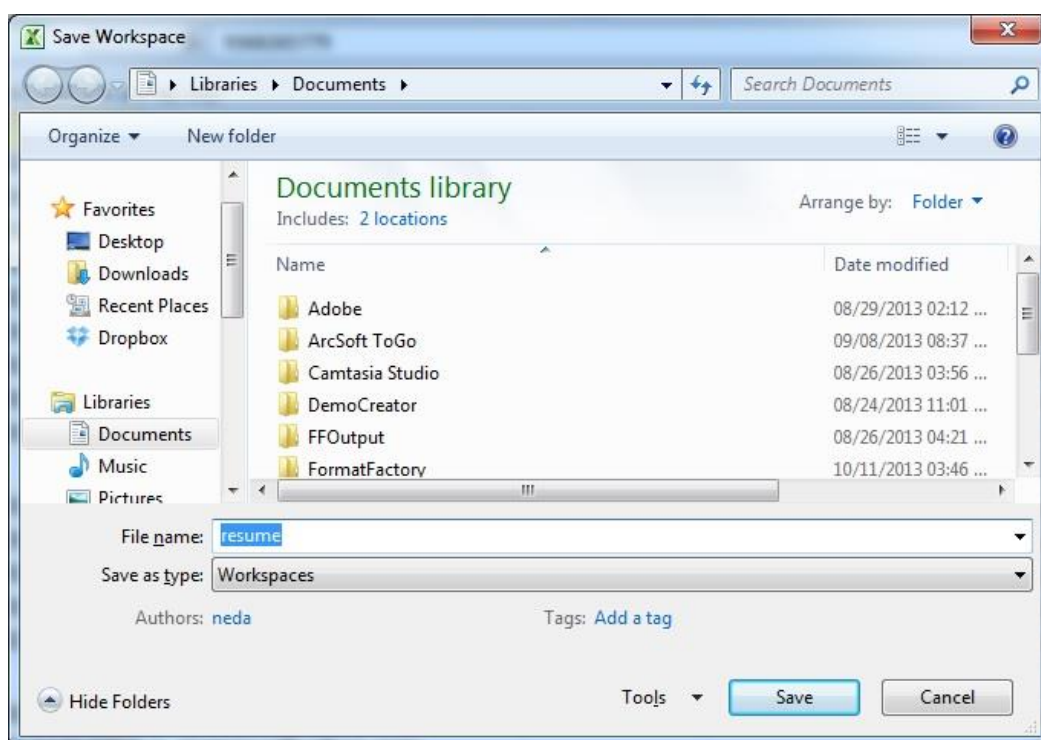 Save Workspace
Libraries Documents Search Documents
Organize New folder
Favorites
Desktop
Downloads
Recent Places
Dropbox
Libraries
Documents
Music
Pictures
Documents library
Includes: 2 locations
Arrange by: Folder
Name Date modified
Adobe 08/29/2013 02:12 ...
ArcSoft ToGo 09/08/2013 08:37 ...
Camtasia Studio 08/26/2013 03:56 ...
DemoCreator 08/24/2013 11:01 ...
FFOutput 08/26/2013 04:21 ...
FormatFactory 10/11/2013 03:46 ...
File name: resume
Save as type: Workspaces
Authors: neda Tags: Add a tag
Hide Folders Tools Save Cancel